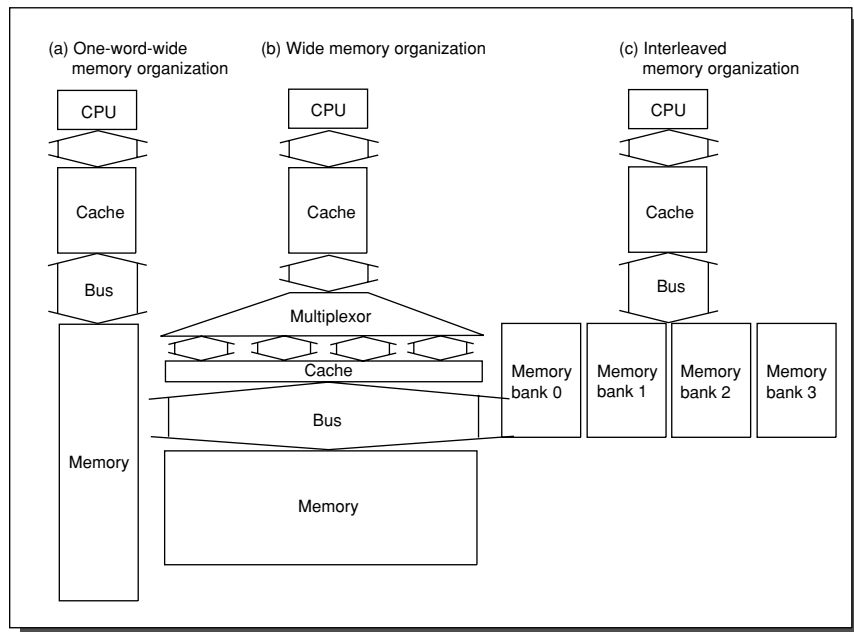 (a) One-word-wide
memory organization
CPU
Cache
Bus
Memory
(b) Wide memory organization
CPU
Cache
Multiplexor
Cache
Bus
Memory
(c) Interleaved
memory organization
CPU
Cache
Bus
Memory
bank 0
Memory
bank 1
Memory
bank 2
Memory
bank 3